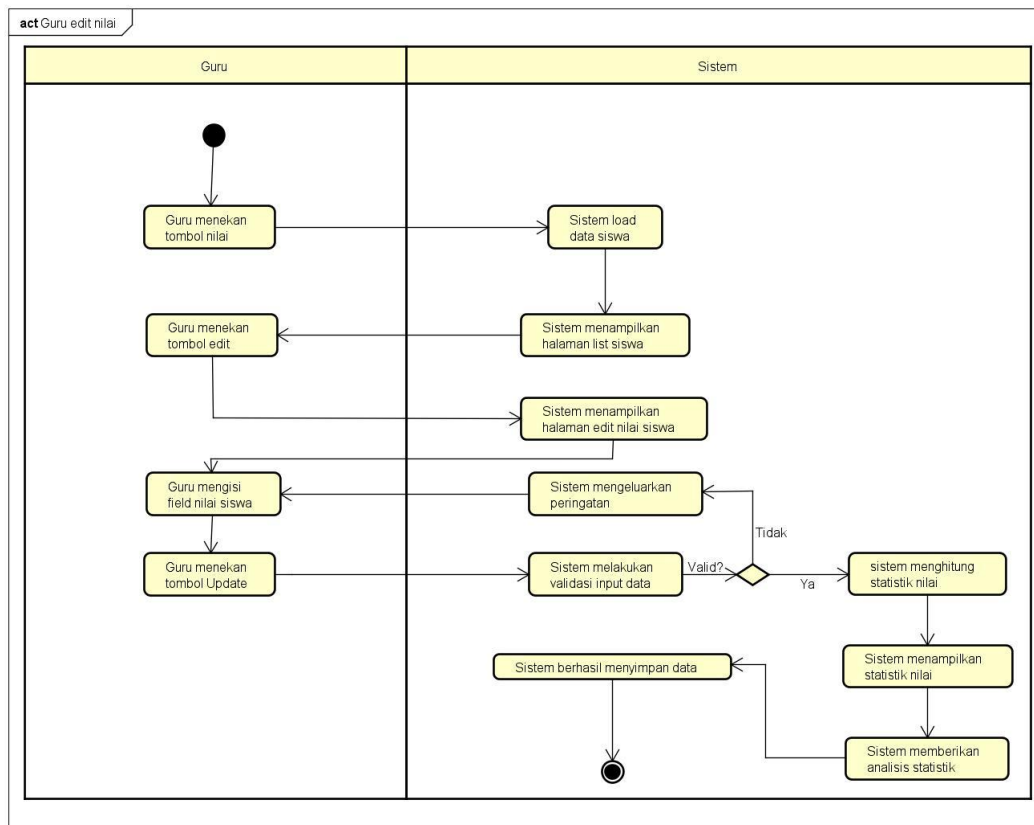 act Guru edit nilai
Guru
Sistem
Guru menekan
tombol nilai
Sistem load
data siswa
Guru menekan
tombol edit
Sistem menampilkan
halaman list siswa
Sistem menampilkan
halaman edit nilai siswa
Guru mengisi
field nilai siswa
Sistem mengeluarkan
peringatan
Tidak
Guru menekan
tombol Update
Sistem melakukan
validasi input data
Valid?
Ya
sistem menghitung
statistik nilai
Sistem berhasil menyimpan data
Sistem menampilkan
statistik nilai
Sistem memberikan
analisis statistik